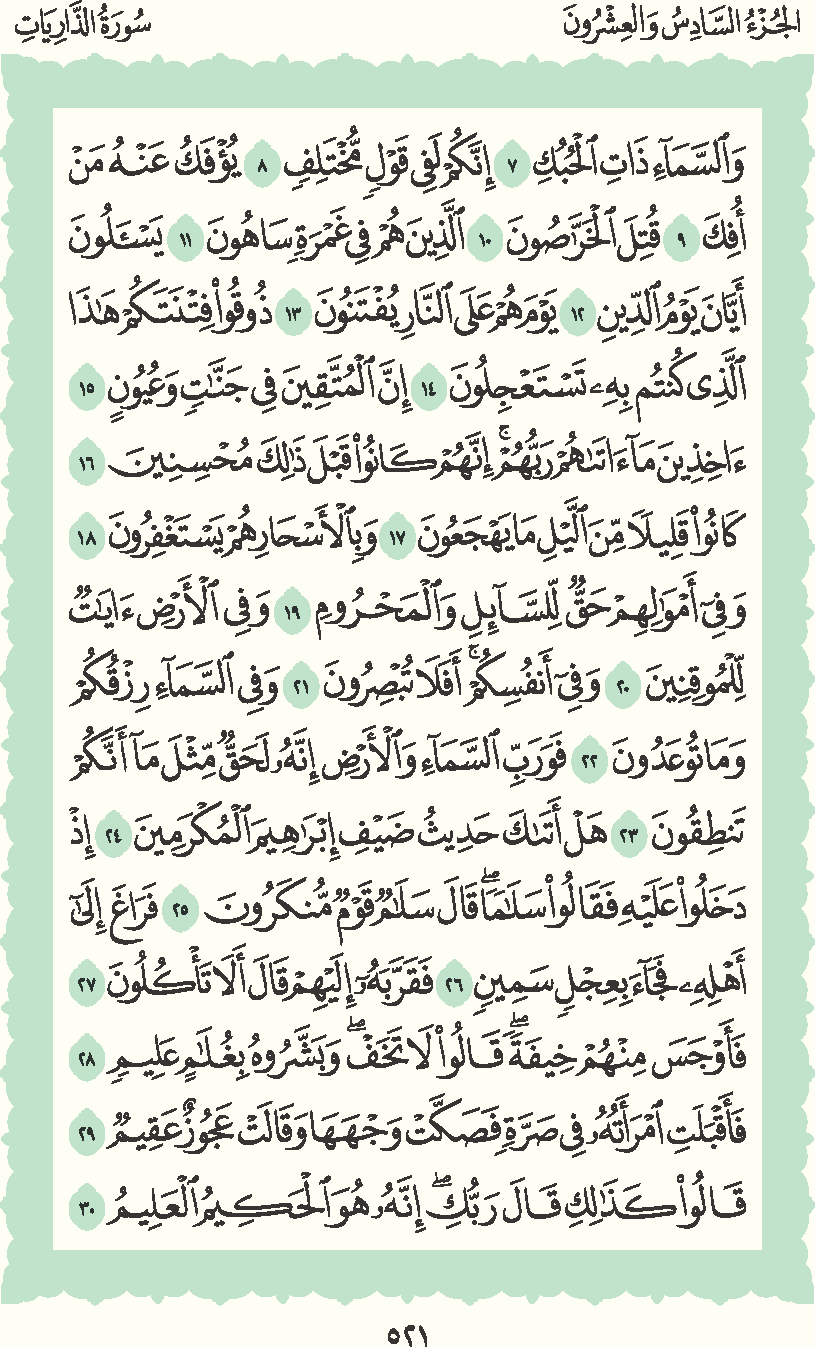 الجُزْءُ السَّادِسُ وَالعِشْرُونَ
سُورَةُ الذَّارِيَاتِ
وَٱلسَّمَآءِ ذَاتِ ٱلۡحُبُكِ ٧ إِنَّكُمۡ لَفِي قَوۡلٖ مُّخۡتَلِفٖ ٨ يُؤۡفَكُ عَنۡهُ مَنۡ
أُفِكَ ٩ قُتِلَ ٱلۡخَرَّٰصُونَ ١٠ ٱلَّذِينَ هُمۡ فِي غَمۡرَةٖ سَاهُونَ ١١ يَسۡـَٔلُونَ
أَيَّانَ يَوۡمُ ٱلدِّينِ ١٢ يَوۡمَ هُمۡ عَلَى ٱلنَّارِ يُفۡتَنُونَ ١٣ ذُوقُواْ فِتۡنَتَكُمۡ هَٰذَا
ٱلَّذِي كُنتُم بِهِۦ تَسۡتَعۡجِلُونَ ١٤ إِنَّ ٱلۡمُتَّقِينَ فِي جَنَّٰتٖ وَعُيُونٍ ١٥
ءَاخِذِينَ مَآ ءَاتَىٰهُمۡ رَبُّهُمۡۚ إِنَّهُمۡ كَانُواْ قَبۡلَ ذَٰلِكَ مُحۡسِنِينَ ١٦
كَانُواْ قَلِيلٗا مِّنَ ٱلَّيۡلِ مَا يَهۡجَعُونَ ١٧ وَبِٱلۡأَسۡحَارِ هُمۡ يَسۡتَغۡفِرُونَ ١٨
وَفِيٓ أَمۡوَٰلِهِمۡ حَقّٞ لِّلسَّآئِلِ وَٱلۡمَحۡرُومِ ١٩ وَفِي ٱلۡأَرۡضِ ءَايَٰتٞ
لِّلۡمُوقِنِينَ ٢٠ وَفِيٓ أَنفُسِكُمۡۚ أَفَلَا تُبۡصِرُونَ ٢١ وَفِي ٱلسَّمَآءِ رِزۡقُكُمۡ
وَمَا تُوعَدُونَ ٢٢ فَوَرَبِّ ٱلسَّمَآءِ وَٱلۡأَرۡضِ إِنَّهُۥ لَحَقّٞ مِّثۡلَ مَآ أَنَّكُمۡ
تَنطِقُونَ ٢٣ هَلۡ أَتَىٰكَ حَدِيثُ ضَيۡفِ إِبۡرَٰهِيمَ ٱلۡمُكۡرَمِينَ ٢٤ إِذۡ
دَخَلُواْ عَلَيۡهِ فَقَالُواْ سَلَٰمٗاۖ قَالَ سَلَٰمٞ قَوۡمٞ مُّنكَرُونَ ٢٥ فَرَاغَ إِلَىٰٓ
أَهۡلِهِۦ فَجَآءَ بِعِجۡلٖ سَمِينٖ ٢٦ فَقَرَّبَهُۥٓ إِلَيۡهِمۡ قَالَ أَلَا تَأۡكُلُونَ ٢٧
فَأَوۡجَسَ مِنۡهُمۡ خِيفَةٗۖ قَالُواْ لَا تَخَفۡۖ وَبَشَّرُوهُ بِغُلَٰمٍ عَلِيمٖ ٢٨
فَأَقۡبَلَتِ ٱمۡرَأَتُهُۥ فِي صَرَّةٖ فَصَكَّتۡ وَجۡهَهَا وَقَالَتۡ عَجُوزٌ عَقِيمٞ ٢٩
قَالُواْ كَذَٰلِكِ قَالَ رَبُّكِۖ إِنَّهُۥ هُوَ ٱلۡحَكِيمُ ٱلۡعَلِيمُ ٣٠
٥٢١